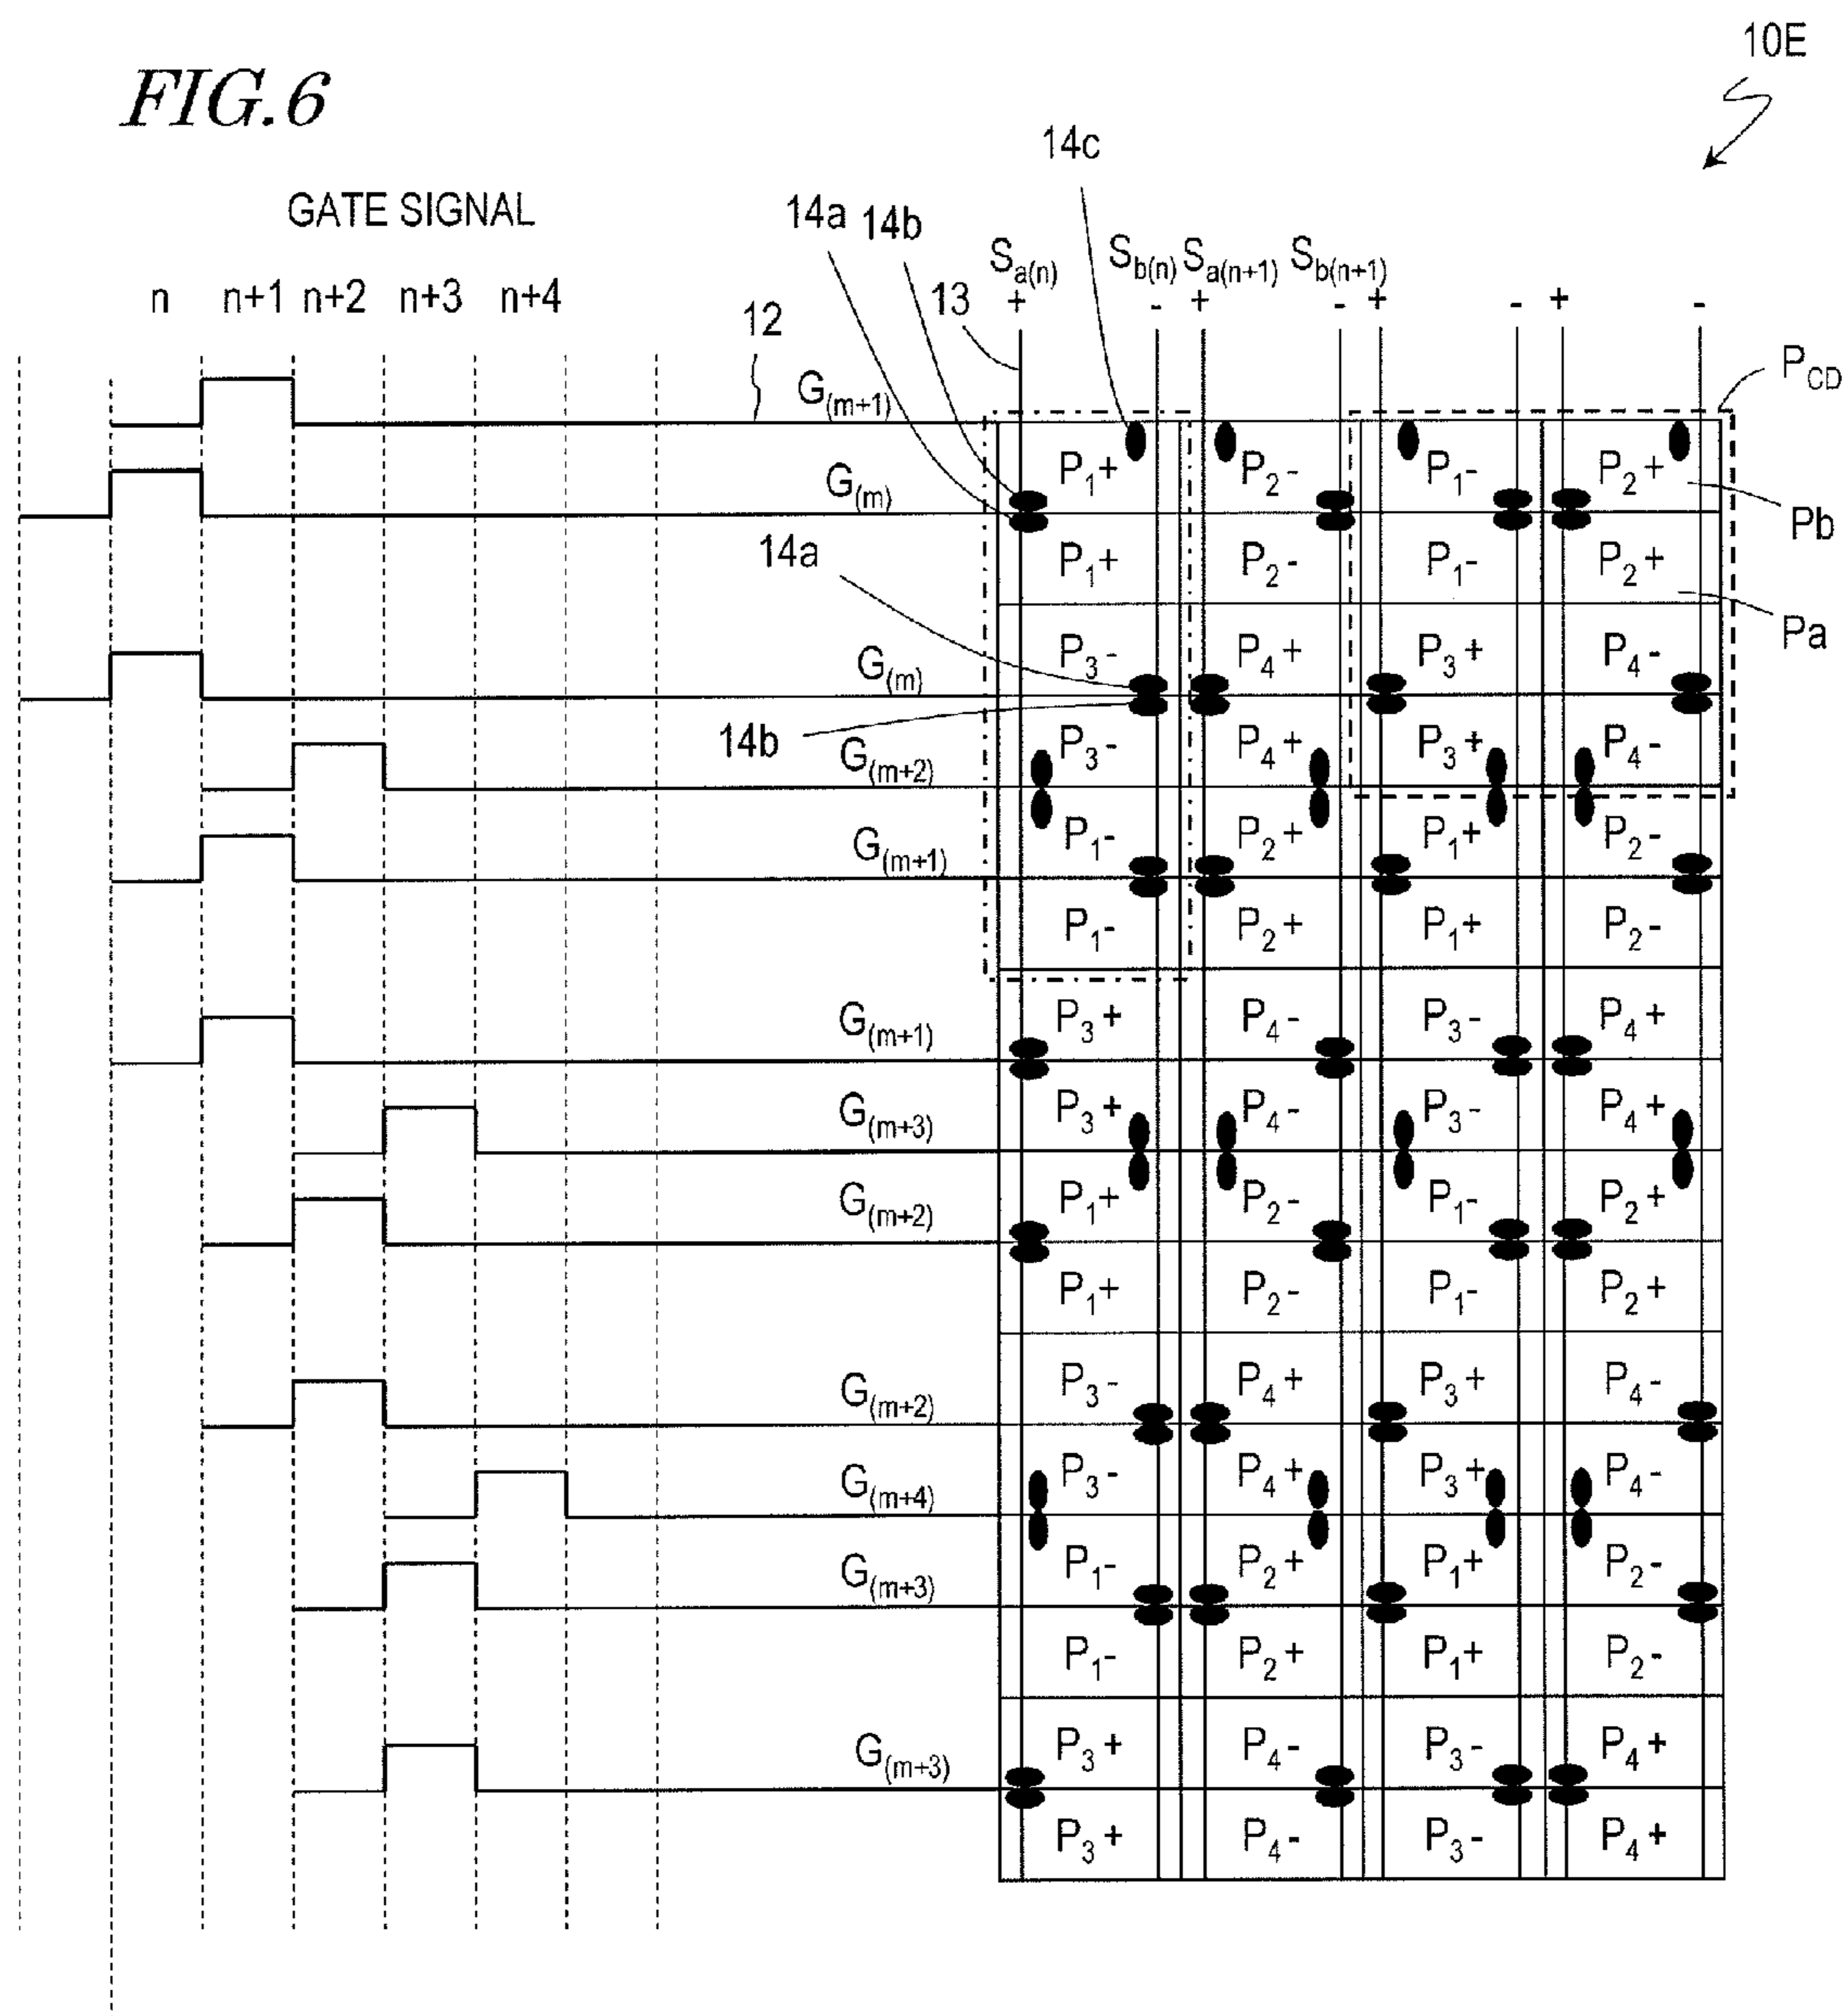 10E
FIG.6
14c
GATE SIGNAL
14a 14b
Sa(n) Sb(n) Sa(n+1) Sb(n+1)
n n+1 n+2 n+3 n+4
13 + - + - + - + -
12
PCD
G(m+1)
P1+ P2- P1- P2+
G(m)
Pb
14a
P1+ P2- P1- P2+
Pa
P3- P4+ P3+ P4-
G(m)
14b
P3- P4+ P3+ P4-
G(m+2)
P1- P2+ P1+ P2-
G(m+1)
P1- P2+ P1+ P2-
P3+ P4- P3- P4+
G(m+1)
P3+ P4- P3- P4+
G(m+3)
P1+ P2- P1- P2+
G(m+2)
P1+ P2- P1- P2+
P3- P4+ P3+ P4-
G(m+2)
P3- P4+ P3+ P4-
G(m+4)
P1- P2+ P1+ P2-
G(m+3)
P1- P2+ P1+ P2-
P3+ P4- P3- P4+
G(m+3)
P3+ P4- P3- P4+